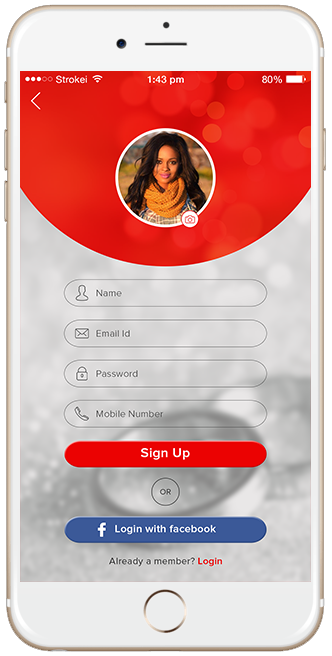 Strokei 1:43 pm 80%
Name
Email Id
Password
Mobile Number
Sign Up
OR
f Login with facebook
Already a member? Login